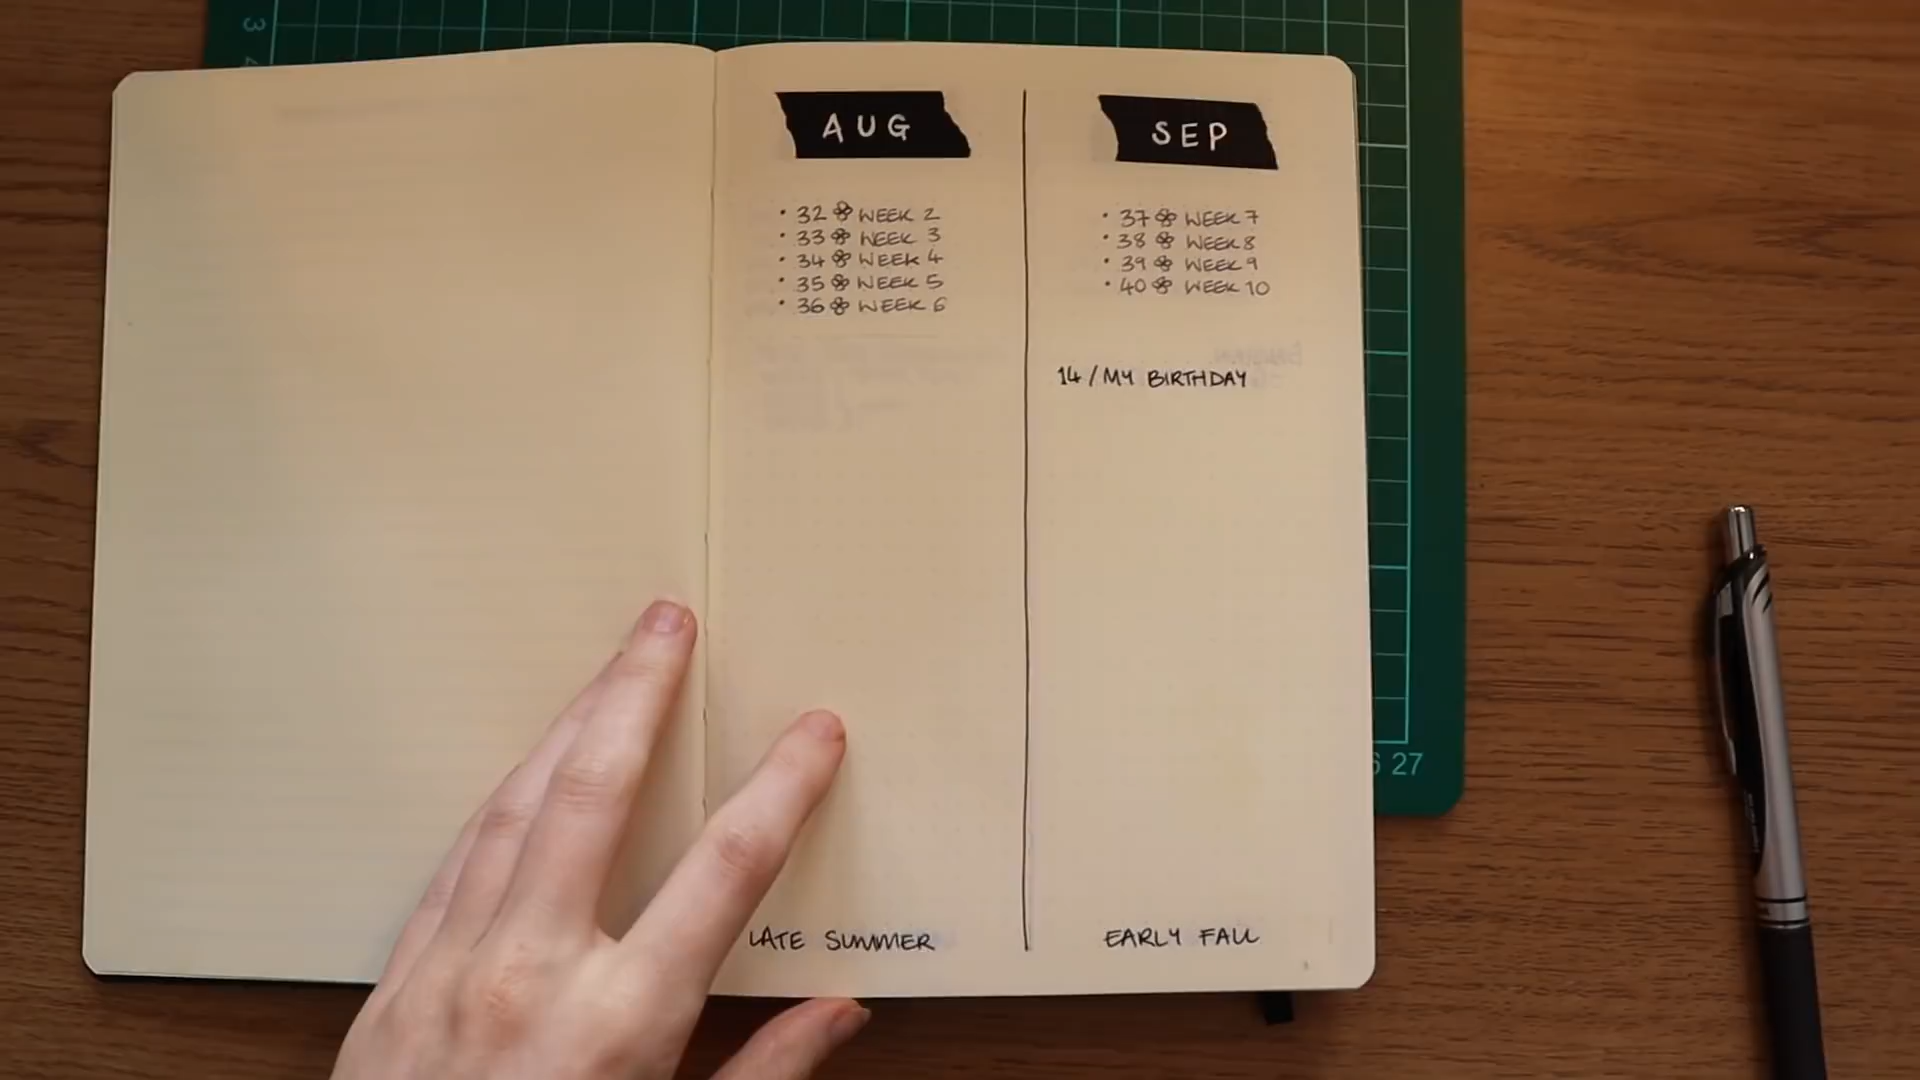 AUG
• 32 WEEK 2
• 33 WEEK 3
• 34 WEEK 4
• 35 WEEK 5
• 36 WEEK 6
LATE SUMMER
SEP
• 37 WEEK 7
• 38 WEEK 8
• 39 WEEK 9
• 40 WEEK 10
14 / MY BIRTHDAY
EARLY FALL
3
27